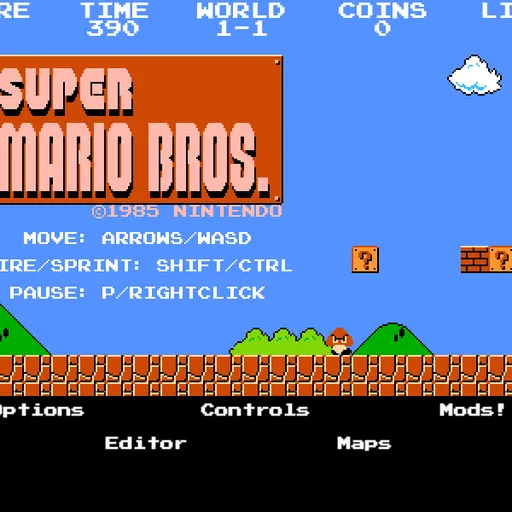 RE TIME WORLD COINS LI
390 1-1 0
SUPER
MARIO BROS.
©1985 NINTENDO
MOVE: ARROWS/WASD
IRE/SPRINT: SHIFT/CTRL
PAUSE: P/RIGHTCLICK
? ?
Options Controls Mods!
Editor Maps